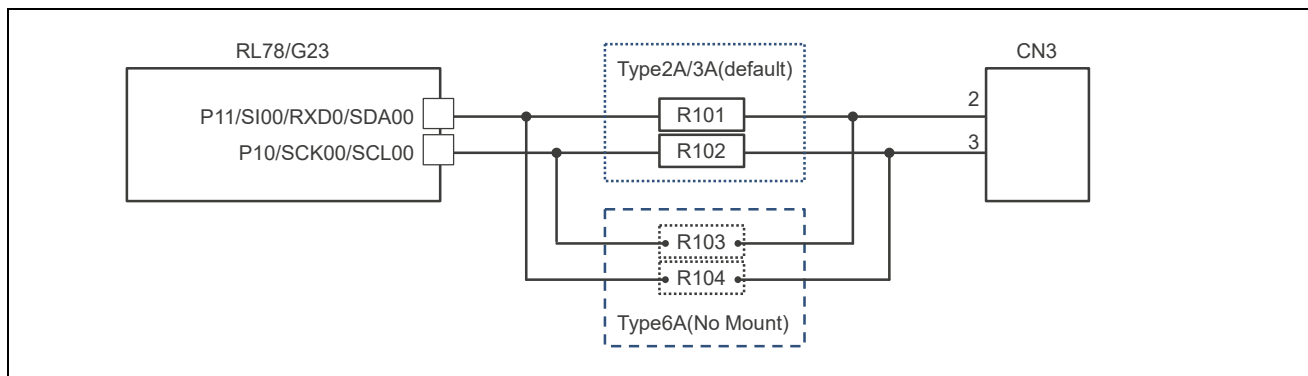 RL78/G23
CN3
Type2A/3A(default)
P11/SI00/RXD0/SDA00
R101
2
P10/SCK00/SCL00
R102
3
R103
R104
Type6A(No Mount)